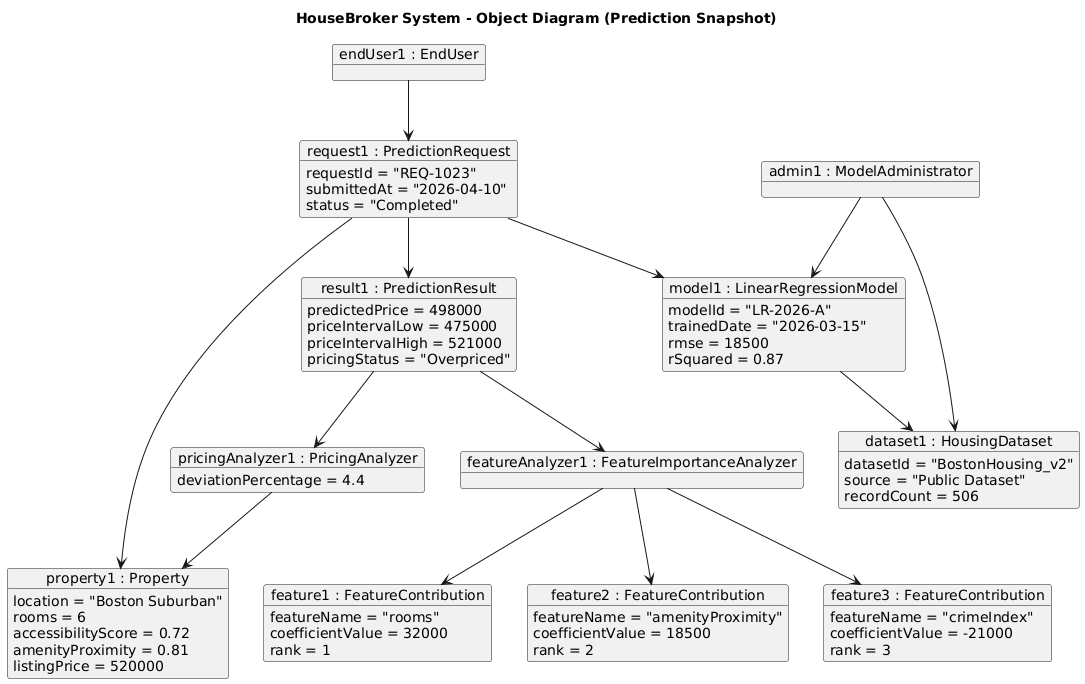 HouseBroker System - Object Diagram (Prediction Snapshot)
endUser1 : EndUser
request1 : PredictionRequest
requestId = "REQ-1023"
submittedAt = "2026-04-10"
status = "Completed"
admin1 : ModelAdministrator
result1 : PredictionResult
predictedPrice = 498000
priceIntervalLow = 475000
priceIntervalHigh = 521000
pricingStatus = "Overpriced"
model1 : LinearRegressionModel
modelId = "LR-2026-A"
trainedDate = "2026-03-15"
rmse = 18500
rSquared = 0.87
pricingAnalyzer1 : PricingAnalyzer
deviationPercentage = 4.4
featureAnalyzer1 : FeatureImportanceAnalyzer
dataset1 : HousingDataset
datasetId = "BostonHousing_v2"
source = "Public Dataset"
recordCount = 506
property1 : Property
location = "Boston Suburban"
rooms = 6
accessibilityScore = 0.72
amenityProximity = 0.81
listingPrice = 520000
feature1 : FeatureContribution
featureName = "rooms"
coefficientValue = 32000
rank = 1
feature2 : FeatureContribution
featureName = "amenityProximity"
coefficientValue = 18500
rank = 2
feature3 : FeatureContribution
featureName = "crimeIndex"
coefficientValue = -21000
rank = 3